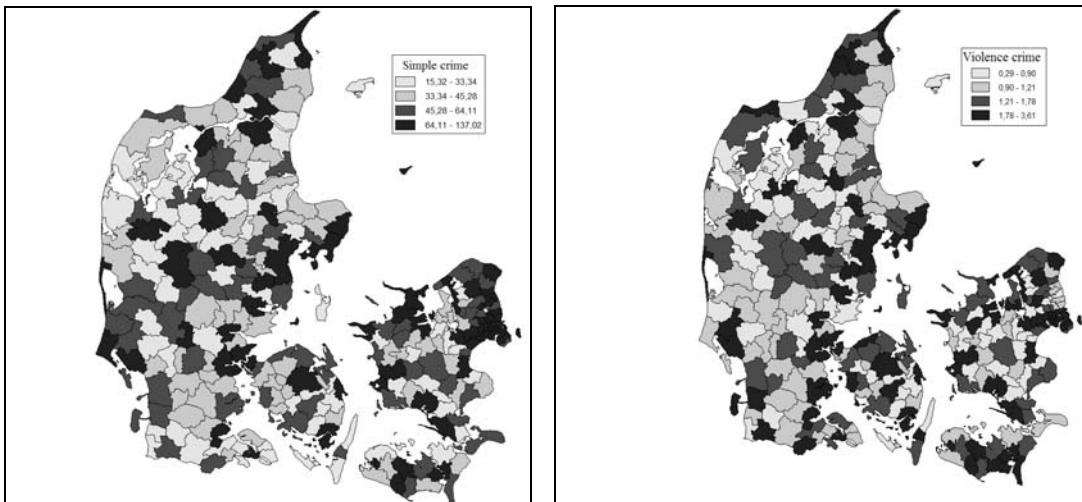 Simple crime
15,32 - 33,34
33,34 - 45,28
45,28 - 64,11
64,11 - 137,02
Violence crime
0,29 - 0,90
0,90 - 1,21
1,21 - 1,78
1,78 - 3,61